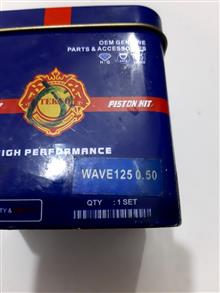 OEM GENUINE
PARTS & ACCESSORIES
PISTON KIT
HIGH PERFORMANCE
WAVE125 0.50
QTY : 1 SET